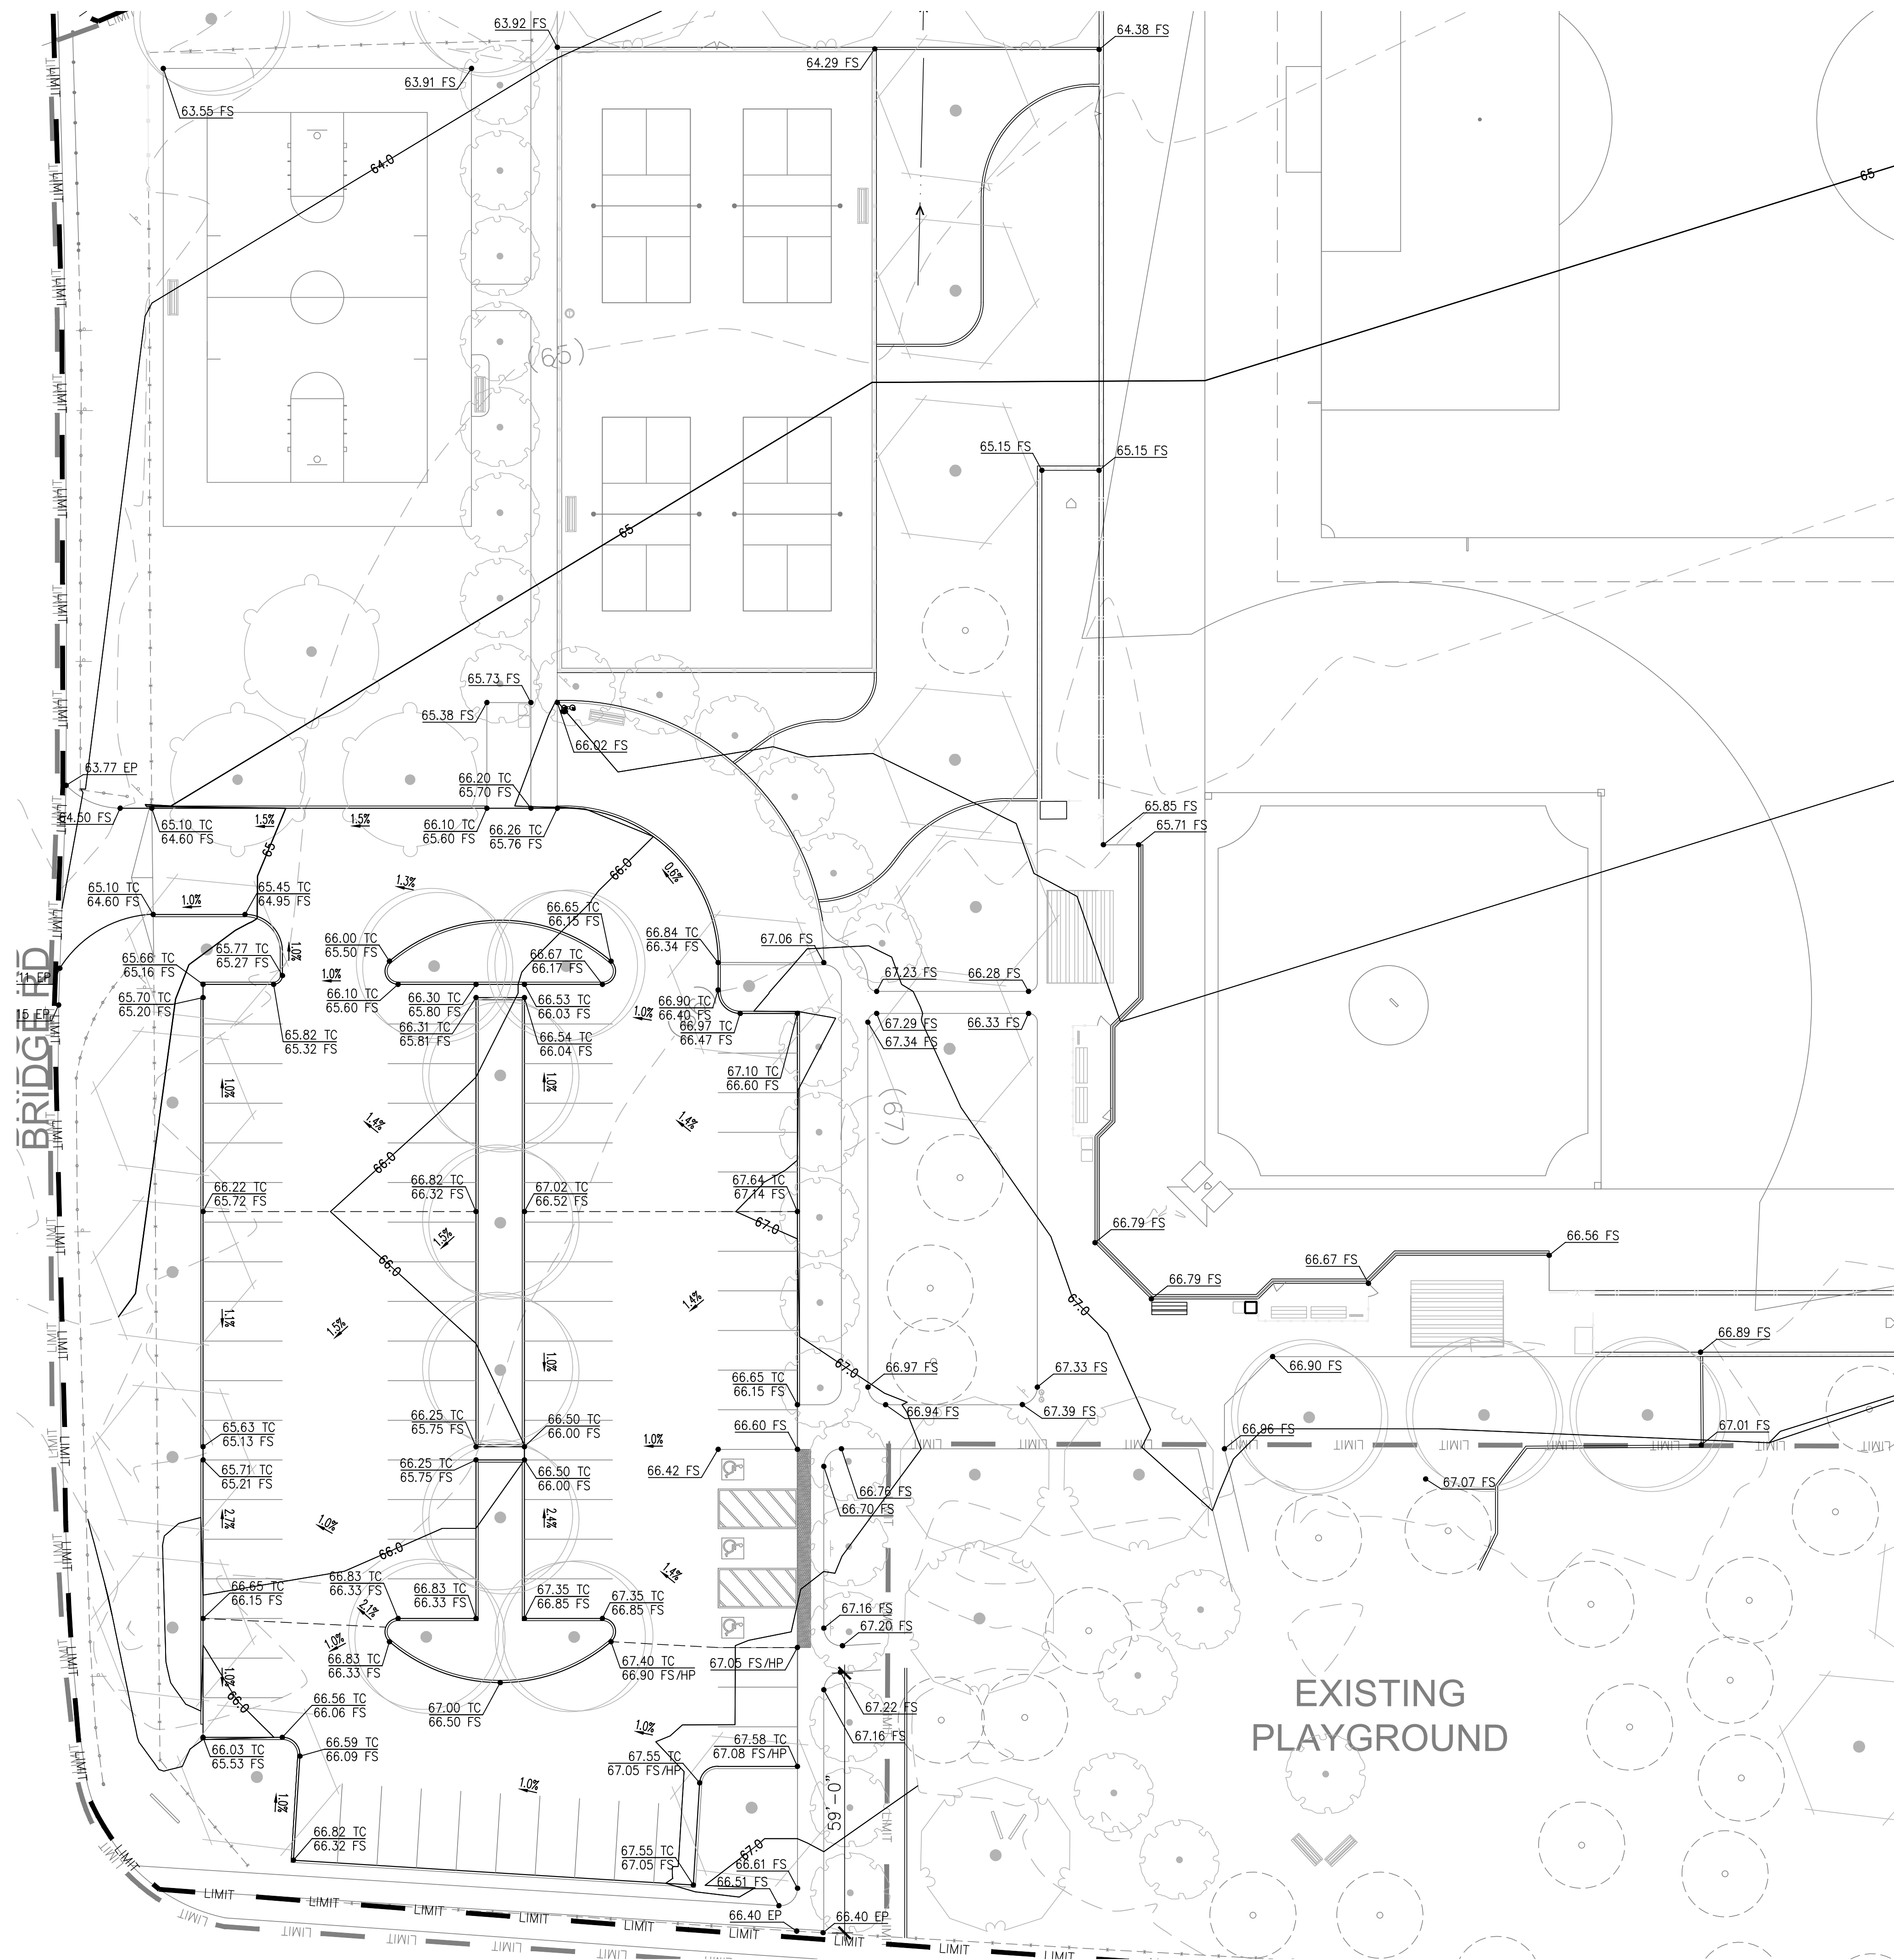 LIMIT
63.92 FS
64.38 FS
64.29 FS
63.91 FS
63.55 FS
64.0
65
(65)
65.15 FS
65.15 FS
65
65.73 FS
65.38 FS
66.02 FS
63.77 EP
66.20 TC
65.70 FS
64.50 FS
65.10 TC
64.60 FS
1.5%
1.5%
66.10 TC
65.60 FS
66.26 TC
65.76 FS
65.85 FS
65.71 FS
65
66.0
0.6%
1.3%
65.10 TC
64.60 FS
1.0%
65.45 TC
64.95 FS
66.65 TC
66.15 FS
66.00 TC
65.50 FS
66.84 TC
66.34 FS
67.06 FS
65.66 TC
65.16 FS
65.77 TC
65.27 FS
1.0%
1.0%
66.67 TC
66.17 FS
67.23 FS
66.28 FS
11 EP
65.70 TC
65.20 FS
66.10 TC
65.60 FS
66.30 TC
65.80 FS
66.53 TC
66.03 FS
66.90 TC
66.40 FS
1.0%
15 EP
66.31 TC
65.81 FS
66.54 TC
66.04 FS
66.97 TC
66.47 FS
67.29 FS
66.33 FS
67.34 FS
65.82 TC
65.32 FS
67.10 TC
66.60 FS
BRIDGE RD
1.0%
1.0%
1.4%
1.4%
66.0
66.22 TC
65.72 FS
66.82 TC
66.32 FS
67.02 TC
66.52 FS
67.64 TC
67.14 FS
67.0
1.5%
66.79 FS
66.56 FS
66.67 FS
66.79 FS
66.0
1.1%
1.5%
1.4%
67.0
1.0%
67.0
66.89 FS
66.90 FS
66.65 TC
66.15 FS
66.97 FS
67.33 FS
66.94 FS
67.39 FS
65.63 TC
65.13 FS
66.25 TC
65.75 FS
66.50 TC
66.00 FS
66.60 FS
1.0%
66.96 FS
67.01 FS
65.71 TC
65.21 FS
66.25 TC
65.75 FS
66.50 TC
66.00 FS
66.42 FS
66.76 FS
66.70 FS
67.07 FS
2.7%
1.0%
2.4%
66.0
1.4%
66.65 TC
66.15 FS
66.83 TC
66.33 FS
66.83 TC
66.33 FS
67.35 TC
66.85 FS
67.35 TC
66.85 FS
2.1%
67.16 FS
67.20 FS
1.0%
66.83 TC
66.33 FS
67.40 TC
66.90 FS/HP
67.05 FS/HP
1.0%
66.0
66.56 TC
66.06 FS
67.00 TC
66.50 FS
67.22 FS
67.16 FS
EXISTING
PLAYGROUND
1.0%
66.03 TC
65.53 FS
66.59 TC
66.09 FS
67.58 TC
67.08 FS/HP
67.55 TC
67.05 FS/HP
1.0%
1.0%
59'-0"
66.82 TC
66.32 FS
67.0
67.55 TC
67.05 FS
66.61 FS
66.51 FS
66.40 EP
66.40 EP
LIMIT
LIMIT
LIMIT
LIMIT
LIMIT
LIMIT
LIMIT
LIMIT
LIMIT